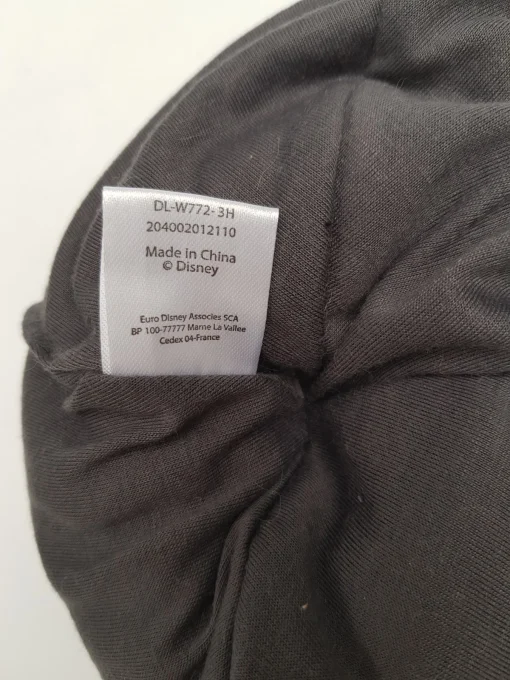 DL-W772-3H
204002012110
Made in China
© Disney
Euro Disney Associes SCA
BP 100-77777 Marne La Vallee
Cedex 04-France